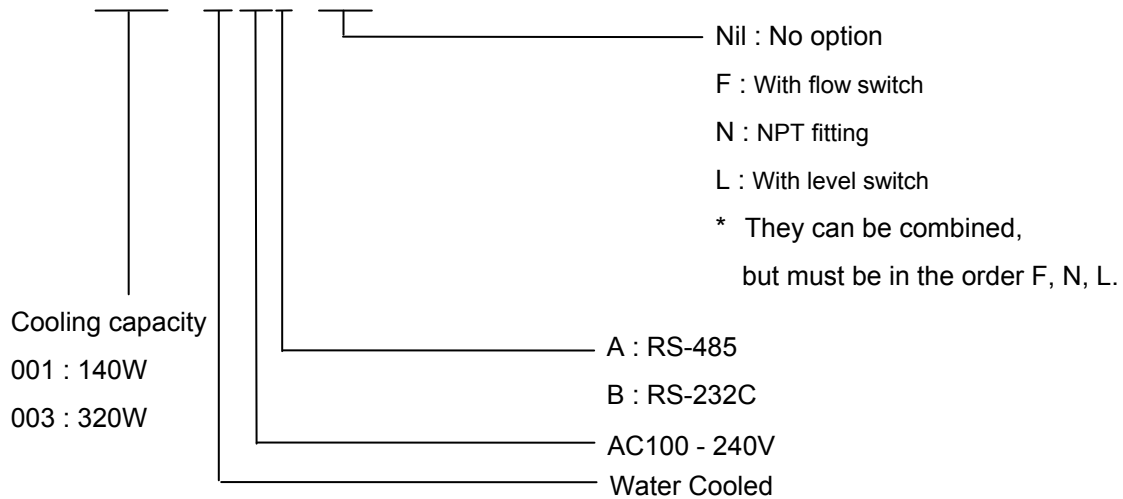 Nil : No option
F : With flow switch
N : NPT fitting
L : With level switch
* They can be combined,
but must be in the order F, N, L.
Cooling capacity
001 : 140W
003 : 320W
A : RS-485
B : RS-232C
AC100 - 240V
Water Cooled